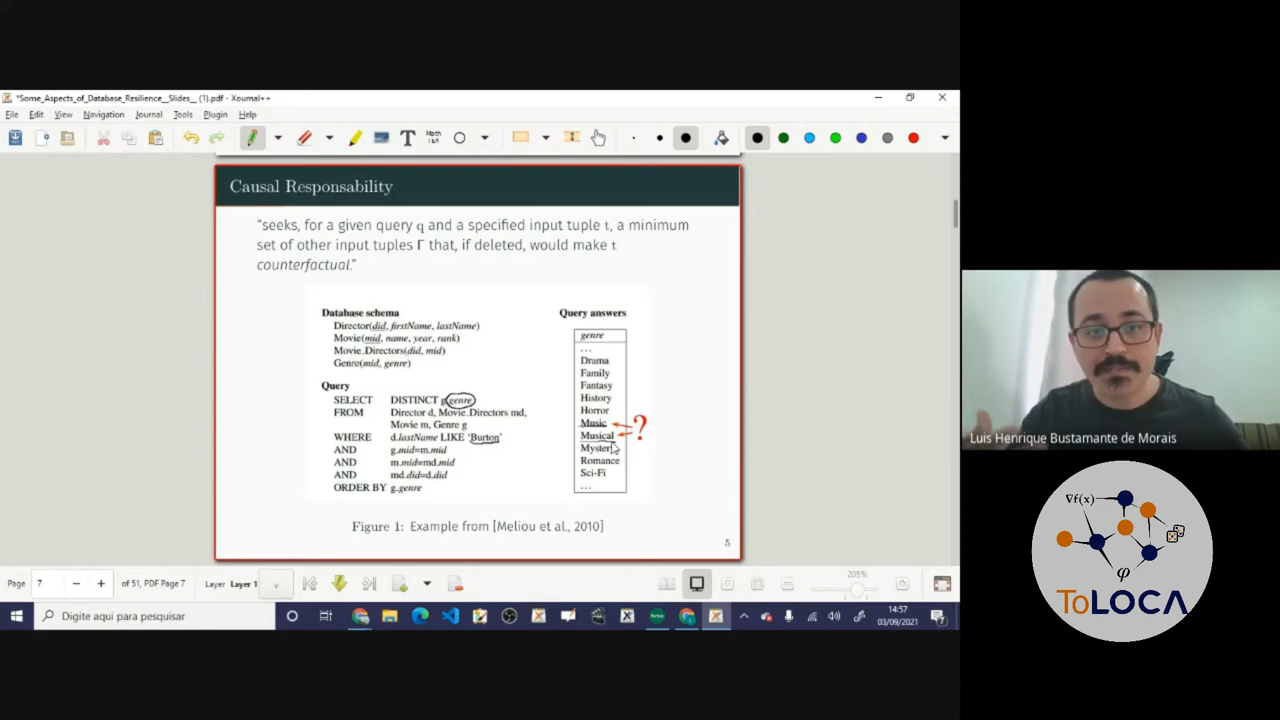 *Some_Aspects_of_Database_Resilience__Slides_ (1).pdf - Xournal++
File Edit View Navigation Journal Tools Plugin Help
Math
TEX
Causal Responsability
“seeks, for a given query q and a specified input tuple t, a minimum
set of other input tuples Γ that, if deleted, would make t
counterfactual.”
Database schema
Director(did, firstName, lastName)
Movie(mid, name, year, rank)
Movie_Directors(did, mid)
Genre(mid, genre)
Query
SELECT DISTINCT g.genre
FROM Director d, Movie_Directors md,
Movie m, Genre g
WHERE d.lastName LIKE ‘Burton’
AND g.mid=m.mid
AND m.mid=md.mid
AND md.did=d.did
ORDER BY g.genre
Query answers
genre
...
Drama
Family
Fantasy
History
Horror
Music
Musical
Mystery
Romance
Sci-Fi
...
?
Figure 1: Example from [Meliou et al., 2010]
5
Page 7 of 51, PDF Page 7 Layer Layer 1 205%
Digite aqui para pesquisar
14:57
03/09/2021
Luis Henrique Bustamante de Morais
∇f(x)
φ
ToLOCA